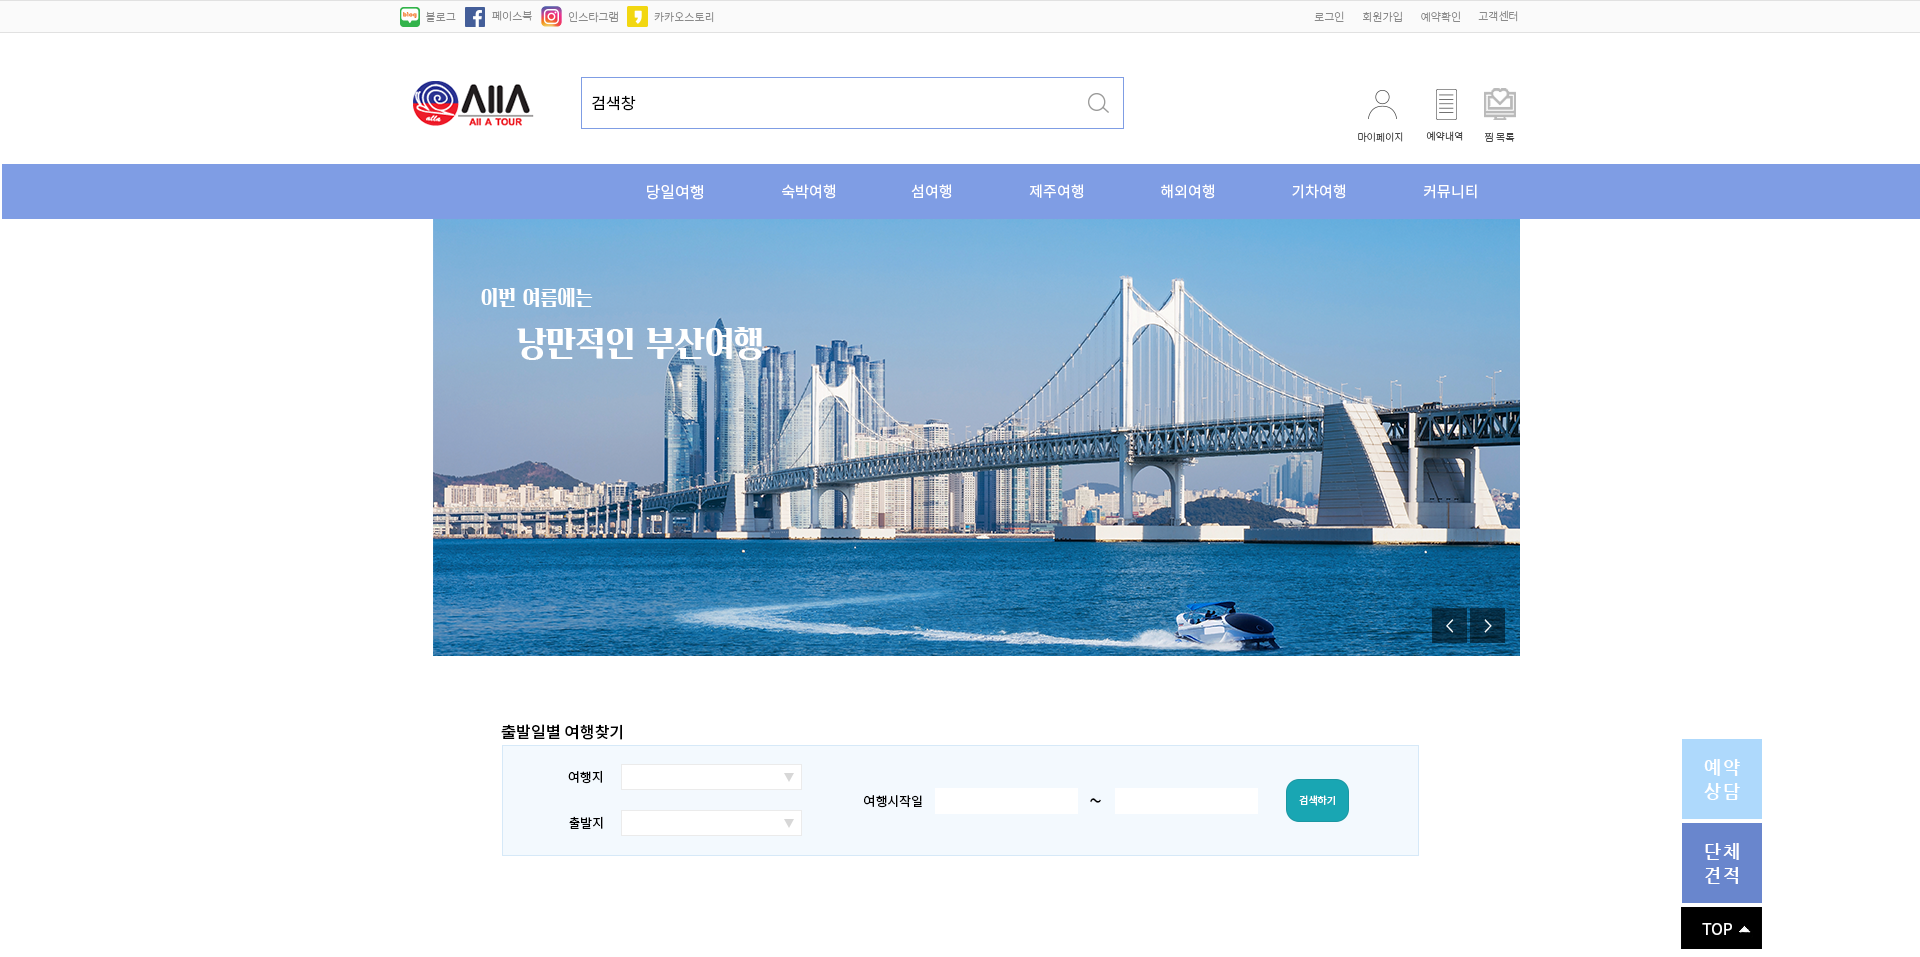 blog 블로그 페이스북 인스타그램 카카오스토리 로그인 회원가입 예약확인 고객센터
alla AllA
All A TOUR
검색창
마이페이지 예약내역 찜 목록
당일여행 숙박여행 섬여행 제주여행 해외여행 기차여행 커뮤니티
이번 여름에는
낭만적인 부산여행
출발일별 여행찾기
여행지
출발지
여행시작일 ~ 검색하기
예약
상담
단체
견적
TOP